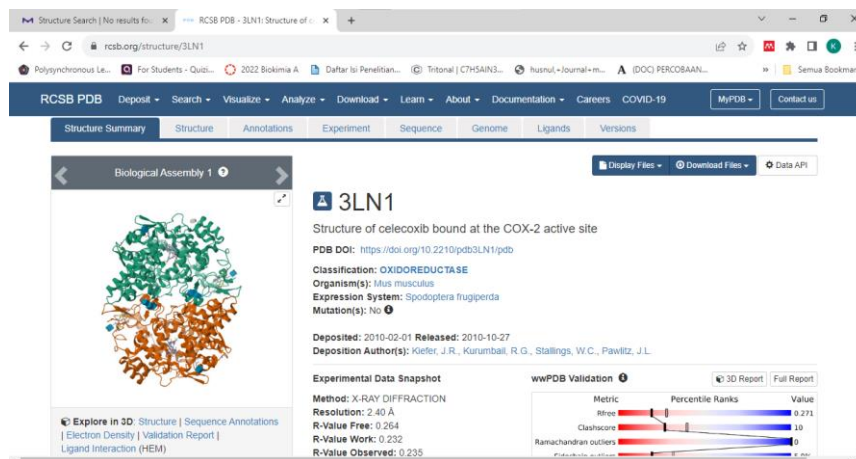 Structure Search | No results fo
RCSB PDB - 3LN1: Structure of c
rcsb.org/structure/3LN1
Polysynchronous Le...
For Students - Quizi...
2022 Biokimia A
Daftar Isi Penelitian...
Tritonal | C7H5AIN3...
husnul,+Journal+m...
(DOC) PERCOBAAN...
»
Semua Bookmar
RCSB PDB Deposit Search Visualize Analyze Download Learn About Documentation Careers COVID-19 MyPDB Contact us
Structure Summary Structure Annotations Experiment Sequence Genome Ligands Versions
Biological Assembly 1
Display Files Download Files Data API
3LN1
Structure of celecoxib bound at the COX-2 active site
PDB DOI: https://doi.org/10.2210/pdb3LN1/pdb
Classification: OXIDOREDUCTASE
Organism(s): Mus musculus
Expression System: Spodoptera frugiperda
Mutation(s): No
Deposited: 2010-02-01 Released: 2010-10-27
Deposition Author(s): Kiefer, J.R., Kurumbail, R.G., Stallings, W.C., Pawlitz, J.L.
Explore in 3D: Structure | Sequence Annotations
| Electron Density | Validation Report |
Ligand Interaction (HEM)
Experimental Data Snapshot
Method: X-RAY DIFFRACTION
Resolution: 2.40 Å
R-Value Free: 0.264
R-Value Work: 0.232
R-Value Observed: 0.235
wwPDB Validation 3D Report Full Report
Metric Percentile Ranks Value
Rfree 0.271
Clashscore 10
Ramachandran outliers 0